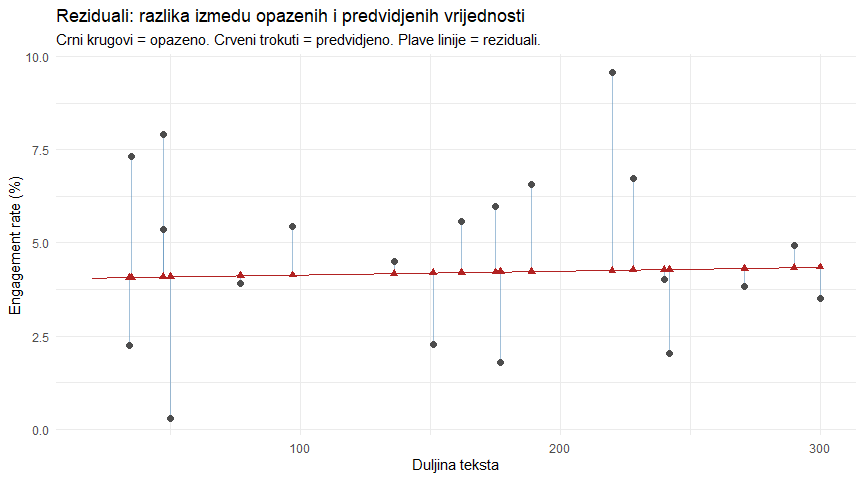 Reziduali: razlika izmedu opazenih i predvidjenih vrijednosti
Crni krugovi = opazeno. Crveni trokuti = predvidjeno. Plave linije = reziduali.
10.0
7.5
5.0
2.5
0.0
Engagement rate (%)
100
200
300
Duljina teksta